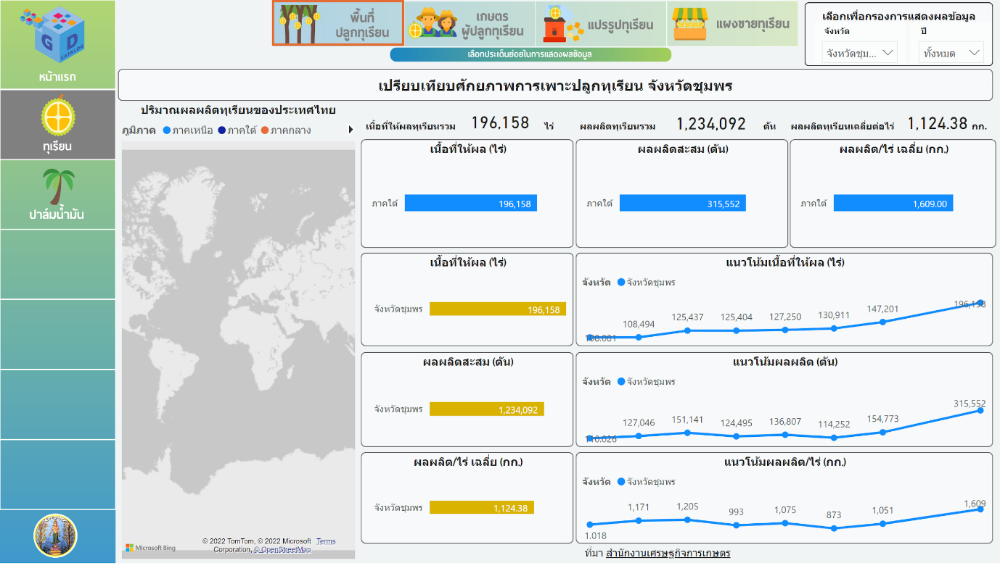 GD
CATALOG
หน้าแรก
ทุเรียน
ปาล์มน้ำมัน
พื้นที่
ปลูกทุเรียน
เกษตร
ผู้ปลูกทุเรียน
แปรรูปทุเรียน
แผงขายทุเรียน
เลือกประเด็นย่อยในการแสดงผลข้อมูล
เลือกเพื่อกรองการแสดงผลข้อมูล
จังหวัด ปี
จังหวัดชุม... ทั้งหมด
เปรียบเทียบศักยภาพการเพาะปลูกทุเรียน จังหวัดชุมพร
ปริมาณผลผลิตทุเรียนของประเทศไทย
ภูมิภาค ภาคเหนือ ภาคใต้ ภาคกลาง
Microsoft Bing
© 2022 TomTom, © 2022 Microsoft Terms
Corporation, © OpenStreetMap
เนื้อที่ให้ผลทุเรียนรวม 196,158 ไร่
ผลผลิตทุเรียนรวม 1,234,092 ตัน
ผลผลิตทุเรียนเฉลี่ยต่อไร่ 1,124.38 กก.
เนื้อที่ให้ผล (ไร่)
ภาคใต้ 196,158
ผลผลิตสะสม (ตัน)
ภาคใต้ 315,552
ผลผลิต/ไร่ เฉลี่ย (กก.)
ภาคใต้ 1,609.00
เนื้อที่ให้ผล (ไร่)
จังหวัดชุมพร 196,158
แนวโน้มเนื้อที่ให้ผล (ไร่)
จังหวัด จังหวัดชุมพร
108,494 125,437 125,404 127,250 130,911 147,201 196,158
ผลผลิตสะสม (ตัน)
จังหวัดชุมพร 1,234,092
แนวโน้มผลผลิต (ตัน)
จังหวัด จังหวัดชุมพร
110,026 127,046 151,141 124,495 136,807 114,252 154,773 315,552
ผลผลิต/ไร่ เฉลี่ย (กก.)
จังหวัดชุมพร 1,124.38
แนวโน้มผลผลิต/ไร่ (กก.)
จังหวัด จังหวัดชุมพร
1,018 1,171 1,205 993 1,075 873 1,051 1,609
ที่มา สำนักงานเศรษฐกิจการเกษตร